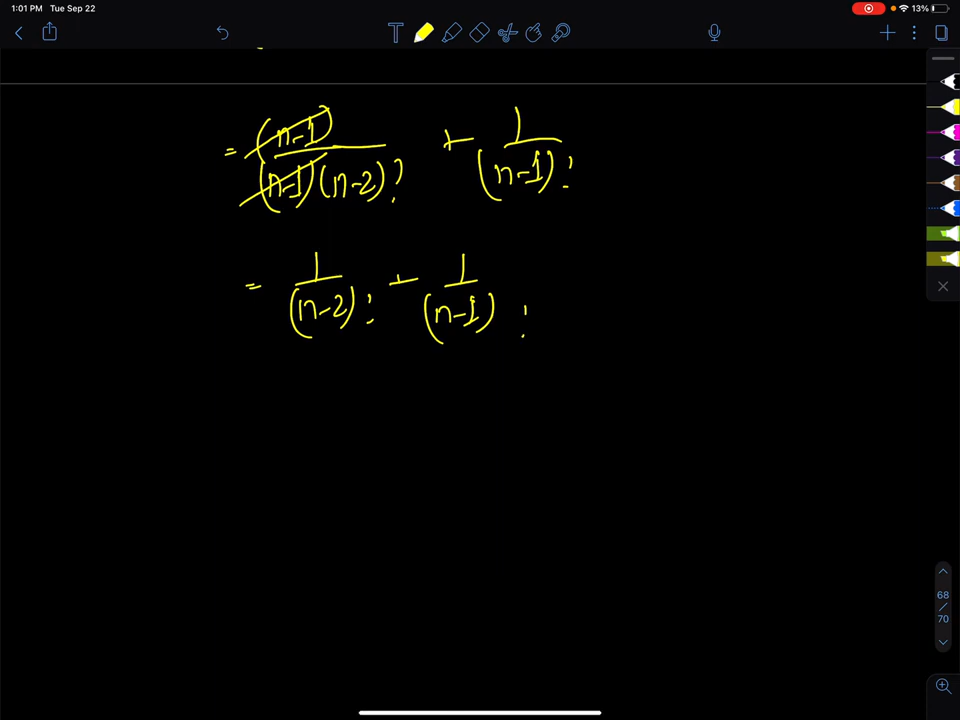 1:01 PM Tue Sep 22 13%
T
= (n-1) / (n-1)(n-2)! + 1 / (n-1)!
= 1 / (n-2)! + 1 / (n-1)!
68
/
70